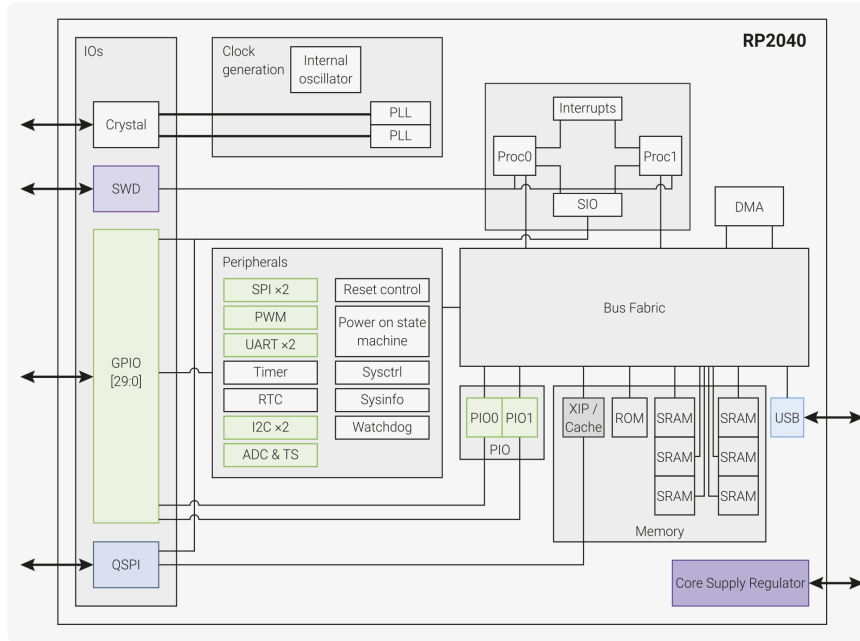 RP2040
IOs
Clock
generation
Internal
oscillator
Crystal
PLL
PLL
Interrupts
Proc0
Proc1
SWD
SIO
DMA
Peripherals
SPI ×2
PWM
UART ×2
Timer
RTC
I2C ×2
ADC & TS
Reset control
Power on state
machine
Sysctrl
Sysinfo
Watchdog
Bus Fabric
GPIO
[29:0]
PIO0
PIO1
PIO
XIP /
Cache
ROM
SRAM
SRAM
SRAM
SRAM
SRAM
SRAM
Memory
USB
QSPI
Core Supply Regulator